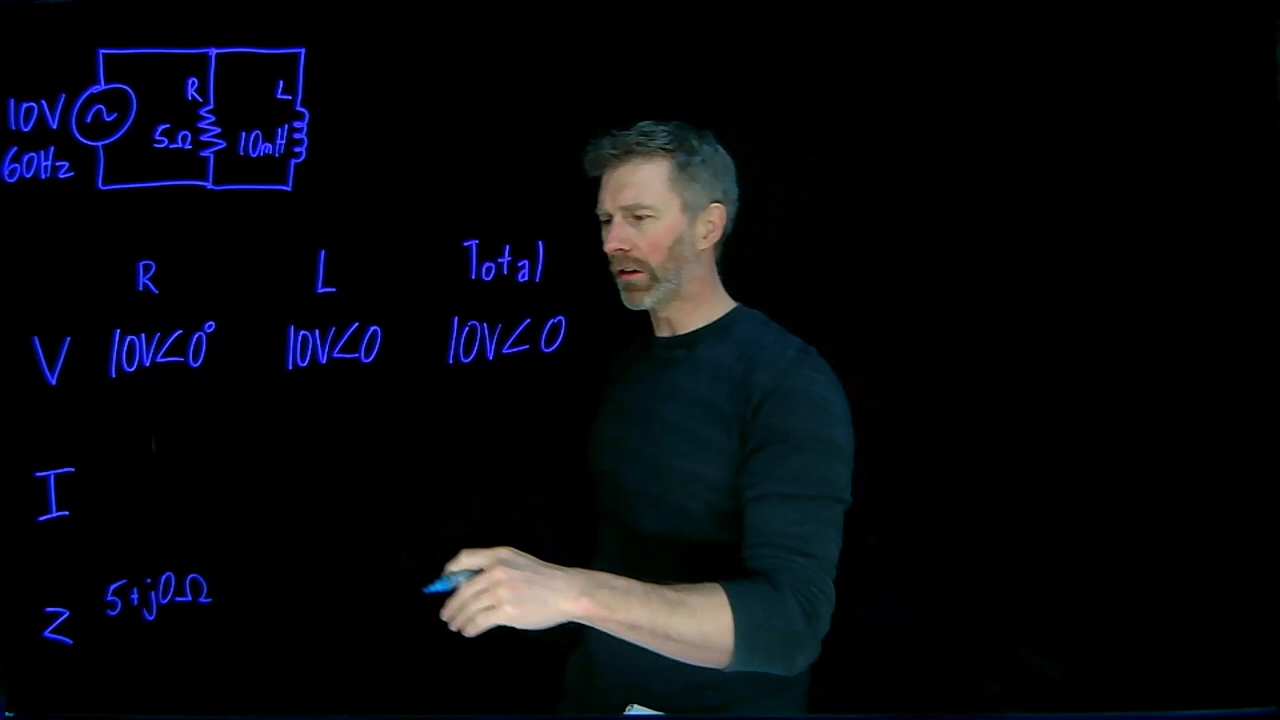 10V
60Hz
R
5Ω
L
10mH
R L Total
V 10V∠0° 10V∠0 10V∠0
I
Z 5+j0Ω